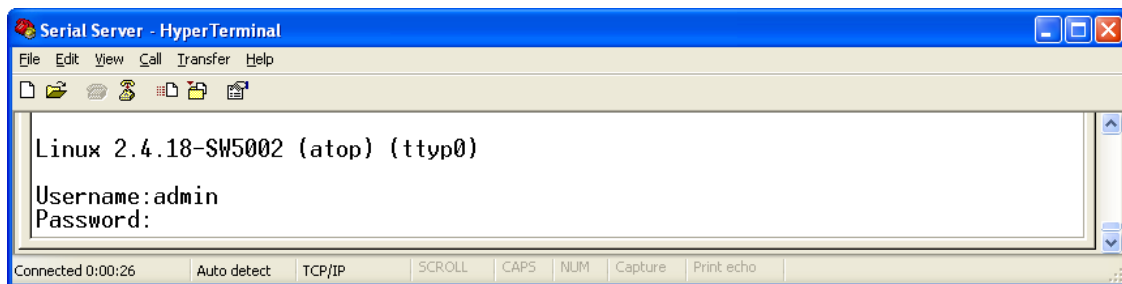 Serial Server - HyperTerminal
File Edit View Call Transfer Help
Linux 2.4.18-SW5002 (atop) (ttyp0)
Username:admin
Password:
Connected 0:00:26 Auto detect TCP/IP SCROLL CAPS NUM Capture Print echo